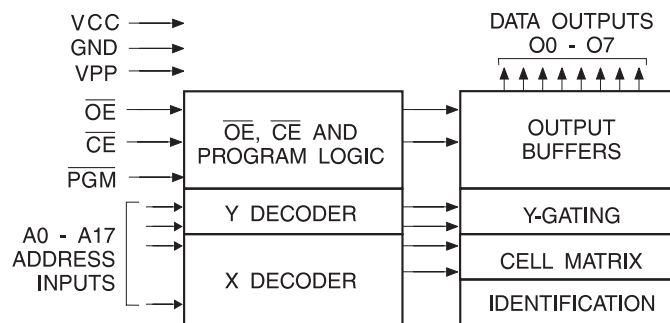 VCC
GND
VPP
OE
CE
PGM
A0 - A17
ADDRESS
INPUTS
OE, CE AND
PROGRAM LOGIC
Y DECODER
X DECODER
DATA OUTPUTS
O0 - O7
OUTPUT
BUFFERS
Y-GATING
CELL MATRIX
IDENTIFICATION